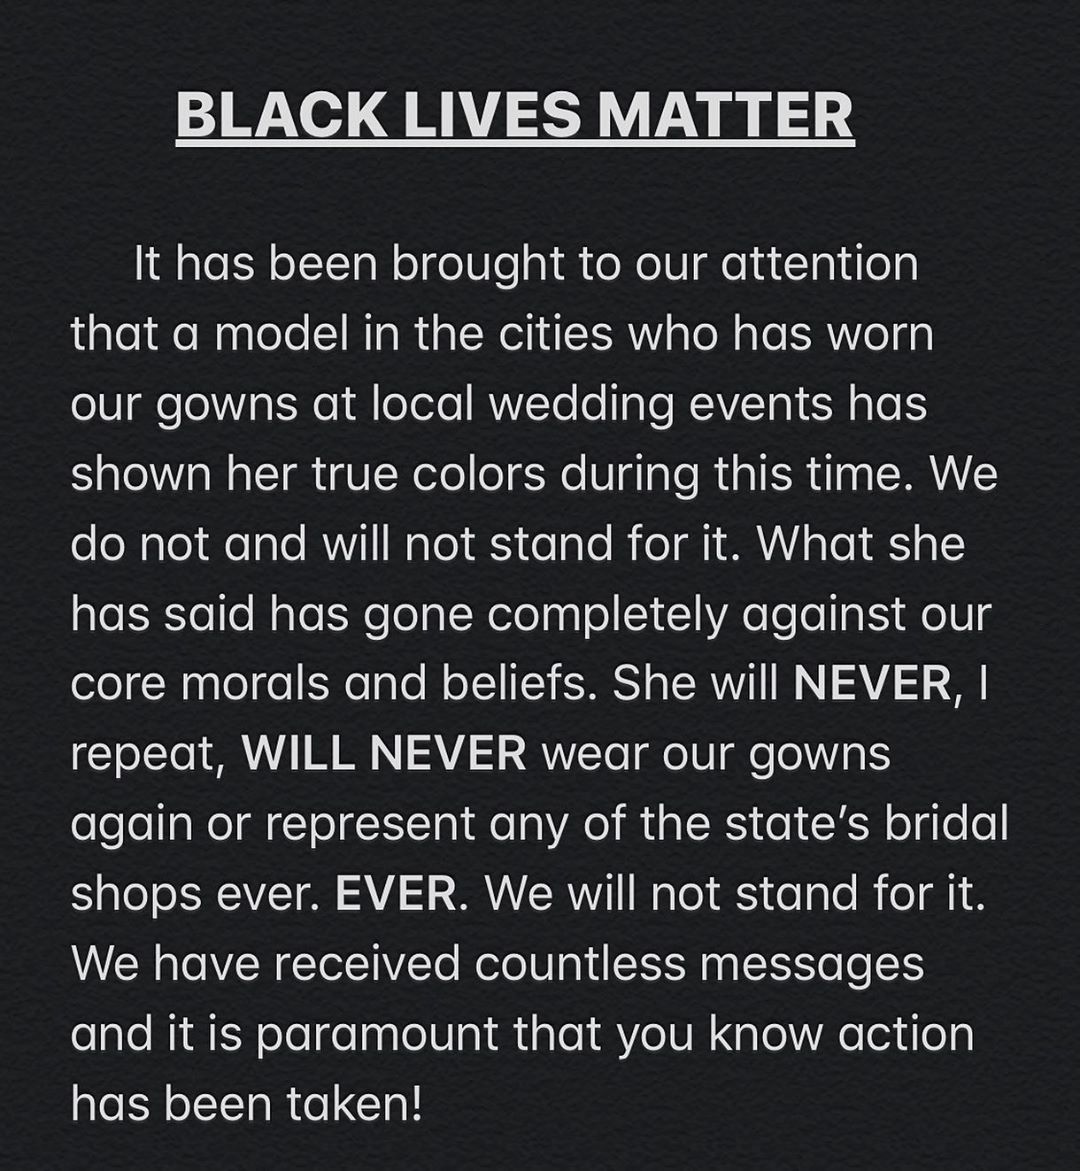 BLACK LIVES MATTER
It has been brought to our attention
that a model in the cities who has worn
our gowns at local wedding events has
shown her true colors during this time. We
do not and will not stand for it. What she
has said has gone completely against our
core morals and beliefs. She will NEVER, I
repeat, WILL NEVER wear our gowns
again or represent any of the state’s bridal
shops ever. EVER. We will not stand for it.
We have received countless messages
and it is paramount that you know action
has been taken!